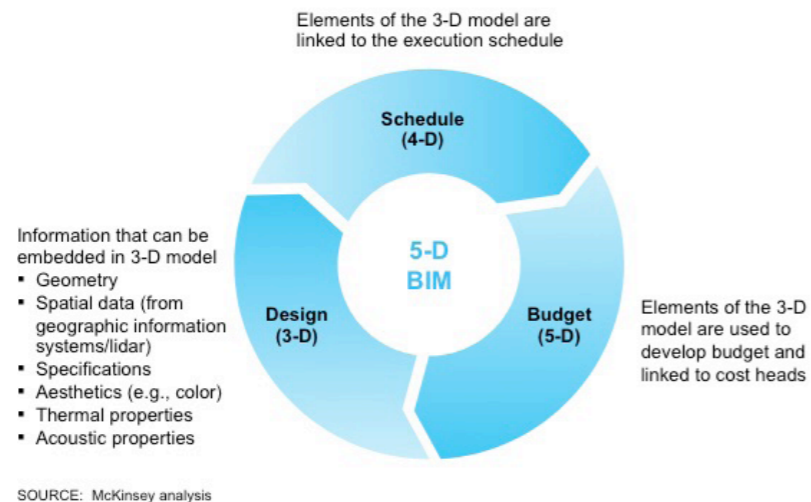 Elements of the 3-D model are
linked to the execution schedule
Schedule
(4-D)
Information that can be
embedded in 3-D model
▪ Geometry
▪ Spatial data (from
geographic information
systems/lidar)
▪ Specifications
▪ Aesthetics (e.g., color)
▪ Thermal properties
▪ Acoustic properties
Design
(3-D)
5-D
BIM
Budget
(5-D)
Elements of the 3-D
model are used to
develop budget and
linked to cost heads
SOURCE: McKinsey analysis